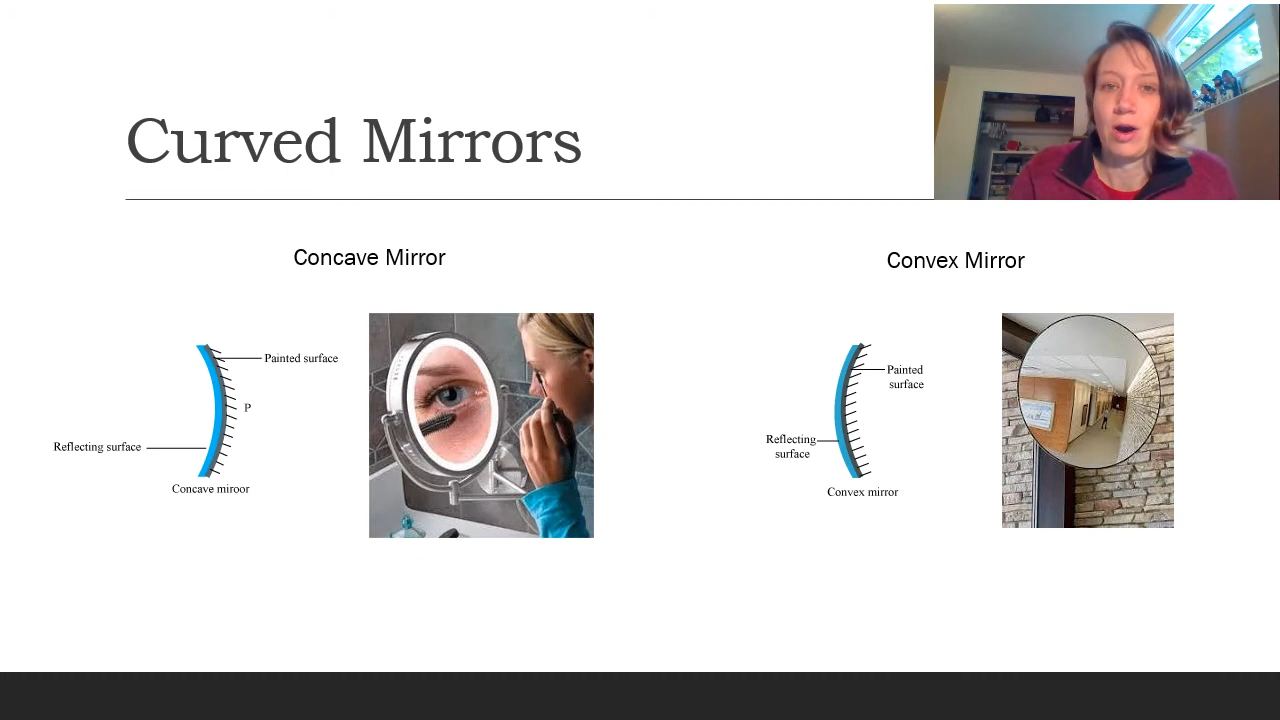 Curved Mirrors
Concave Mirror
Painted surface
P
Reflecting surface
Concave miroor
Convex Mirror
Painted
surface
Reflecting
surface
Convex mirror